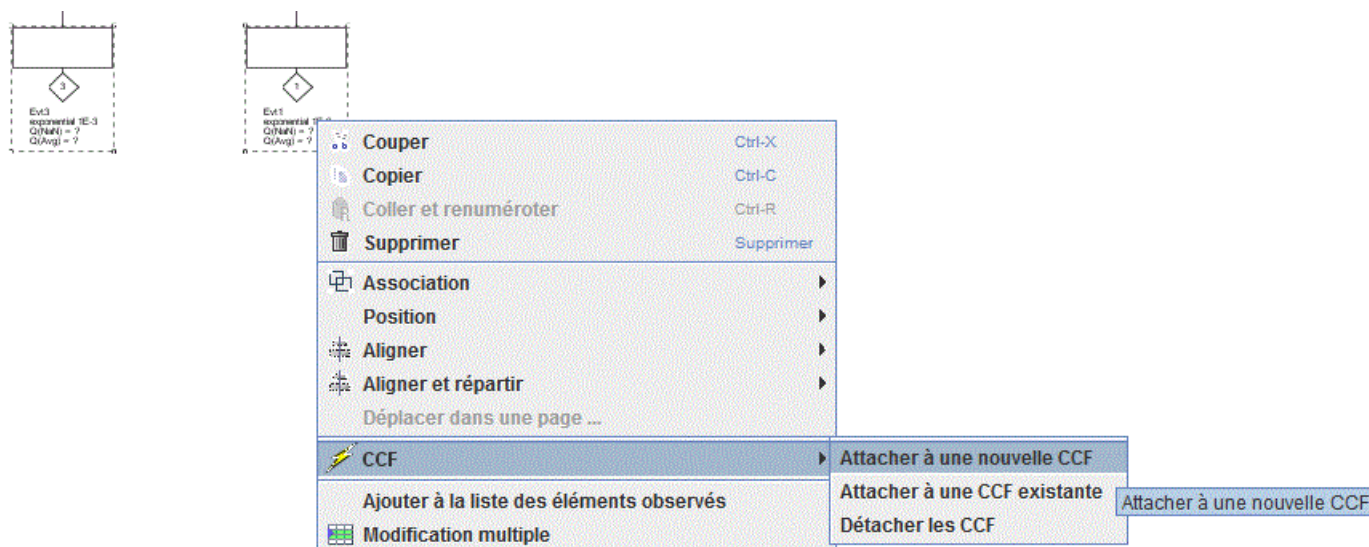 3
Evt3
exponential 1E-3
Q(NaN) = ?
Q(Avg) = ?
1
Evt1
exponential
Q(NaN) = ?
Q(Avg) = ?
Couper Ctrl-X
Copier Ctrl-C
Coller et renuméroter Ctrl-R
Supprimer Supprimer
Association
Position
Aligner
Aligner et répartir
Déplacer dans une page ...
CCF
Attacher à une nouvelle CCF
Attacher à une CCF existante
Détacher les CCF
Attacher à une nouvelle CCF
Ajouter à la liste des éléments observés
Modification multiple